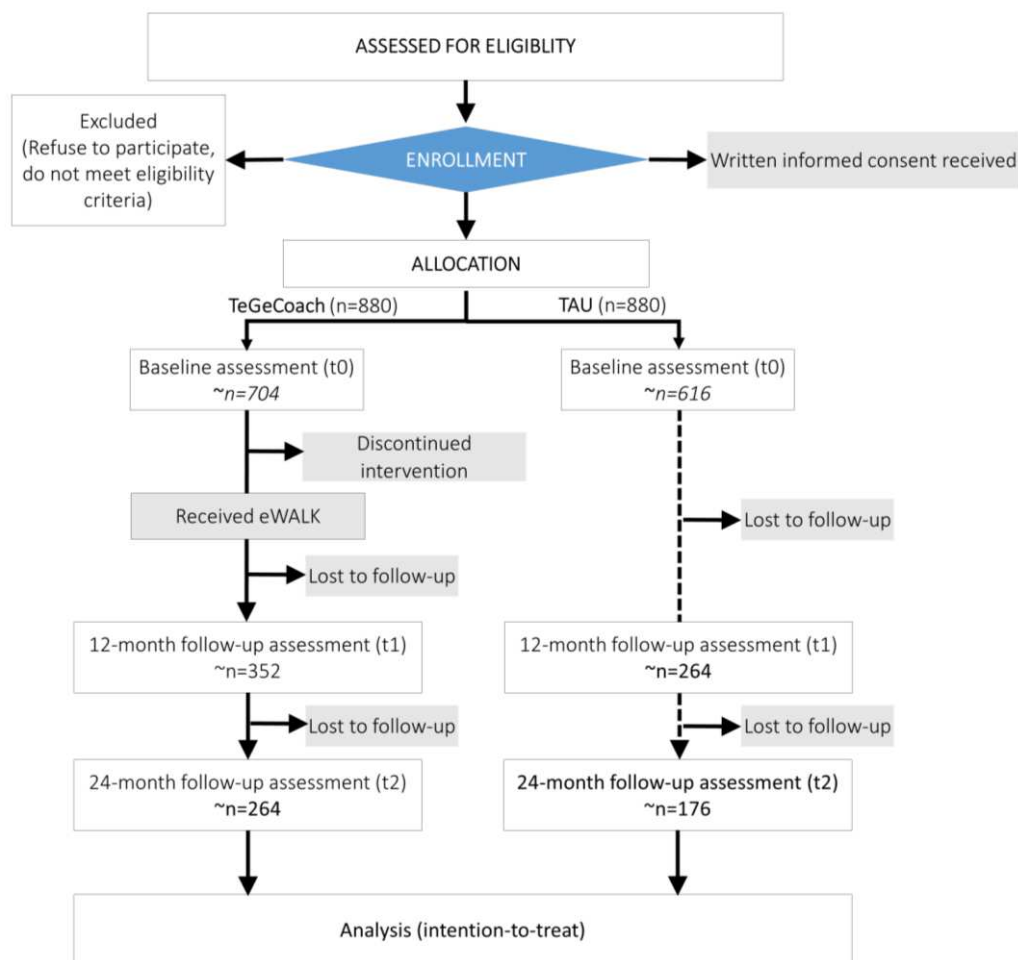 ASSESSED FOR ELIGIBLITY
Excluded
(Refuse to participate,
do not meet eligibility
criteria)
ENROLLMENT
Written informed consent received
ALLOCATION
TeGeCoach (n=880)
TAU (n=880)
Baseline assessment (t0)
~n=704
Baseline assessment (t0)
~n=616
Discontinued
intervention
Received eWALK
Lost to follow-up
Lost to follow-up
12-month follow-up assessment (t1)
~n=352
12-month follow-up assessment (t1)
~n=264
Lost to follow-up
Lost to follow-up
24-month follow-up assessment (t2)
~n=264
24-month follow-up assessment (t2)
~n=176
Analysis (intention-to-treat)